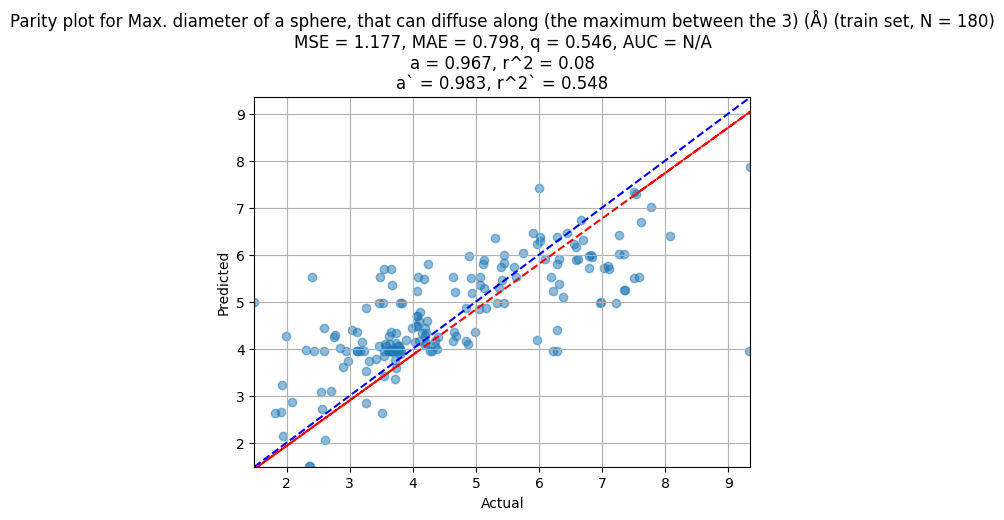 Parity plot for Max. diameter of a sphere, that can diffuse along (the maximum between the 3) (Å) (train set, N = 180)
MSE = 1.177, MAE = 0.798, q = 0.546, AUC = N/A
a = 0.967, r^2 = 0.08
a` = 0.983, r^2` = 0.548
9
8
7
6
5
4
3
2
Predicted
2 3 4 5 6 7 8 9
Actual